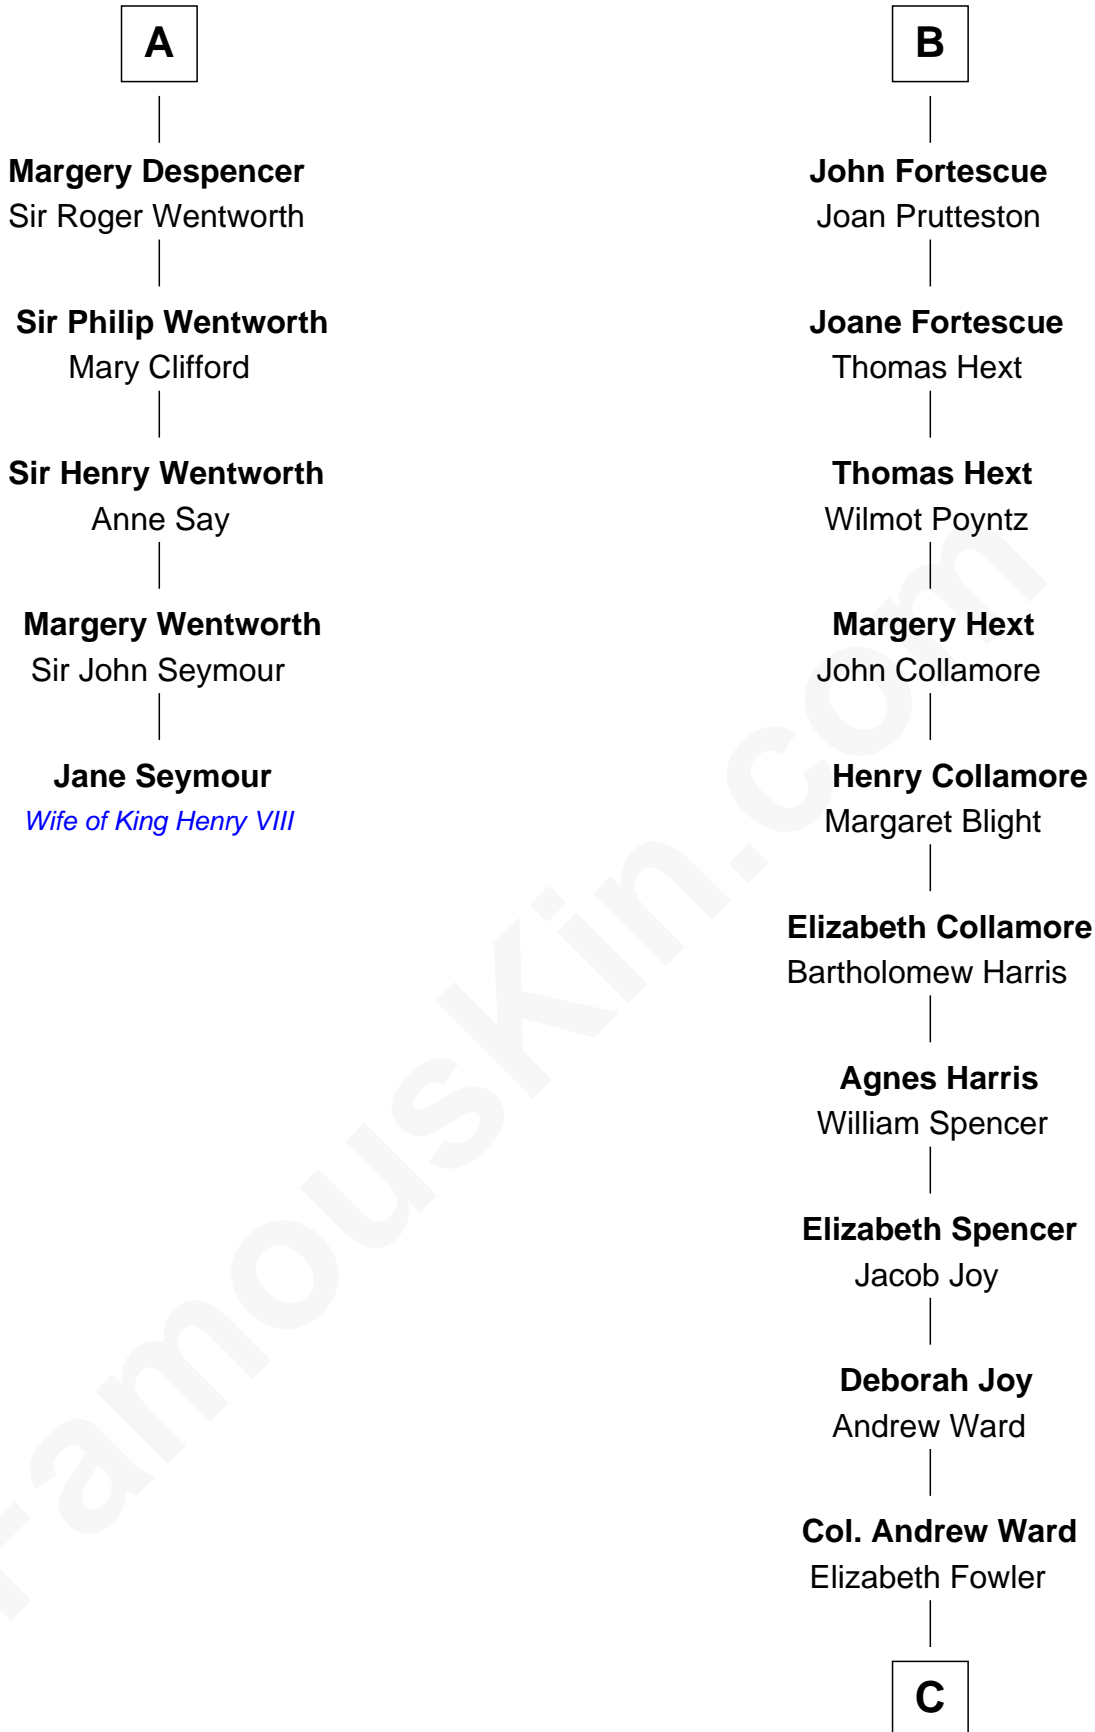 A
Margery Despencer
Sir Roger Wentworth
Sir Philip Wentworth
Mary Clifford
Sir Henry Wentworth
Anne Say
Margery Wentworth
Sir John Seymour
Jane Seymour
Wife of King Henry VIII
B
John Fortescue
Joan Prutteston
Joane Fortescue
Thomas Hext
Thomas Hext
Wilmot Poyntz
Margery Hext
John Collamore
Henry Collamore
Margaret Blight
Elizabeth Collamore
Bartholomew Harris
Agnes Harris
William Spencer
Elizabeth Spencer
Jacob Joy
Deborah Joy
Andrew Ward
Col. Andrew Ward
Elizabeth Fowler
C
FamousKin.com